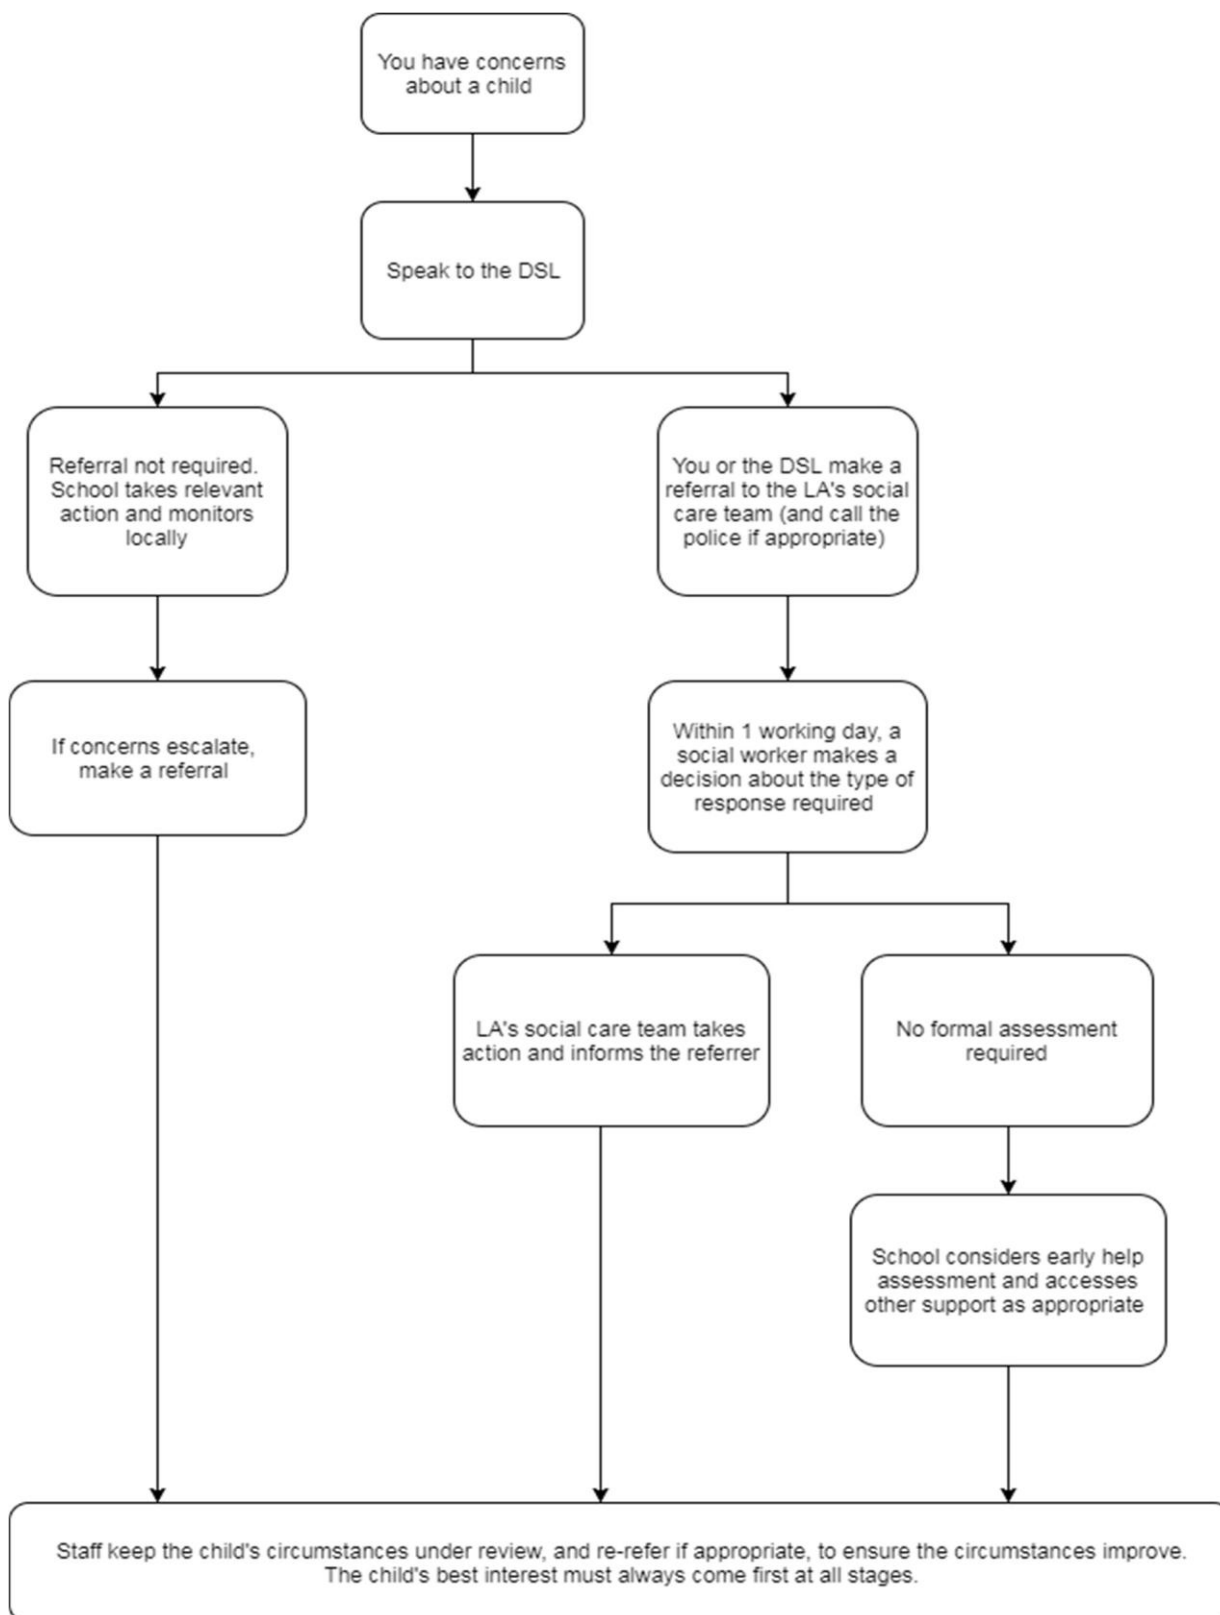 You have concerns
about a child
Speak to the DSL
Referral not required.
School takes relevant
action and monitors
locally
You or the DSL make a
referral to the LA's social
care team (and call the
police if appropriate)
If concerns escalate,
make a referral
Within 1 working day, a
social worker makes a
decision about the type of
response required
LA's social care team takes
action and informs the referrer
No formal assessment
required
School considers early help
assessment and accesses
other support as appropriate
Staff keep the child's circumstances under review, and re-refer if appropriate, to ensure the circumstances improve.
The child's best interest must always come first at all stages.